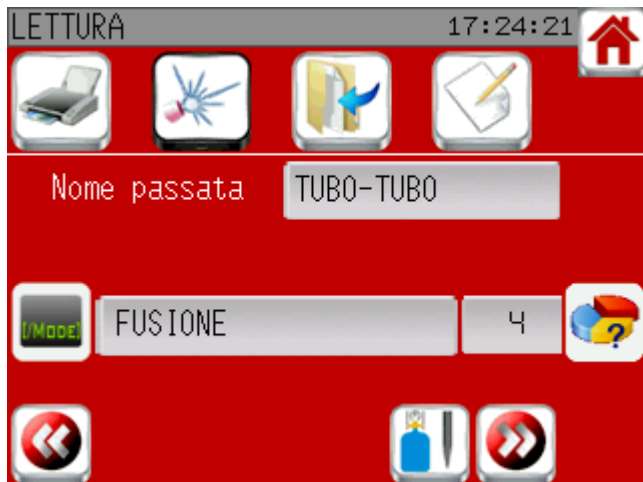 LETTURA 17:24:21
Nome passata TUBO-TUBO
[/MODE] FUSIONE 4 ?